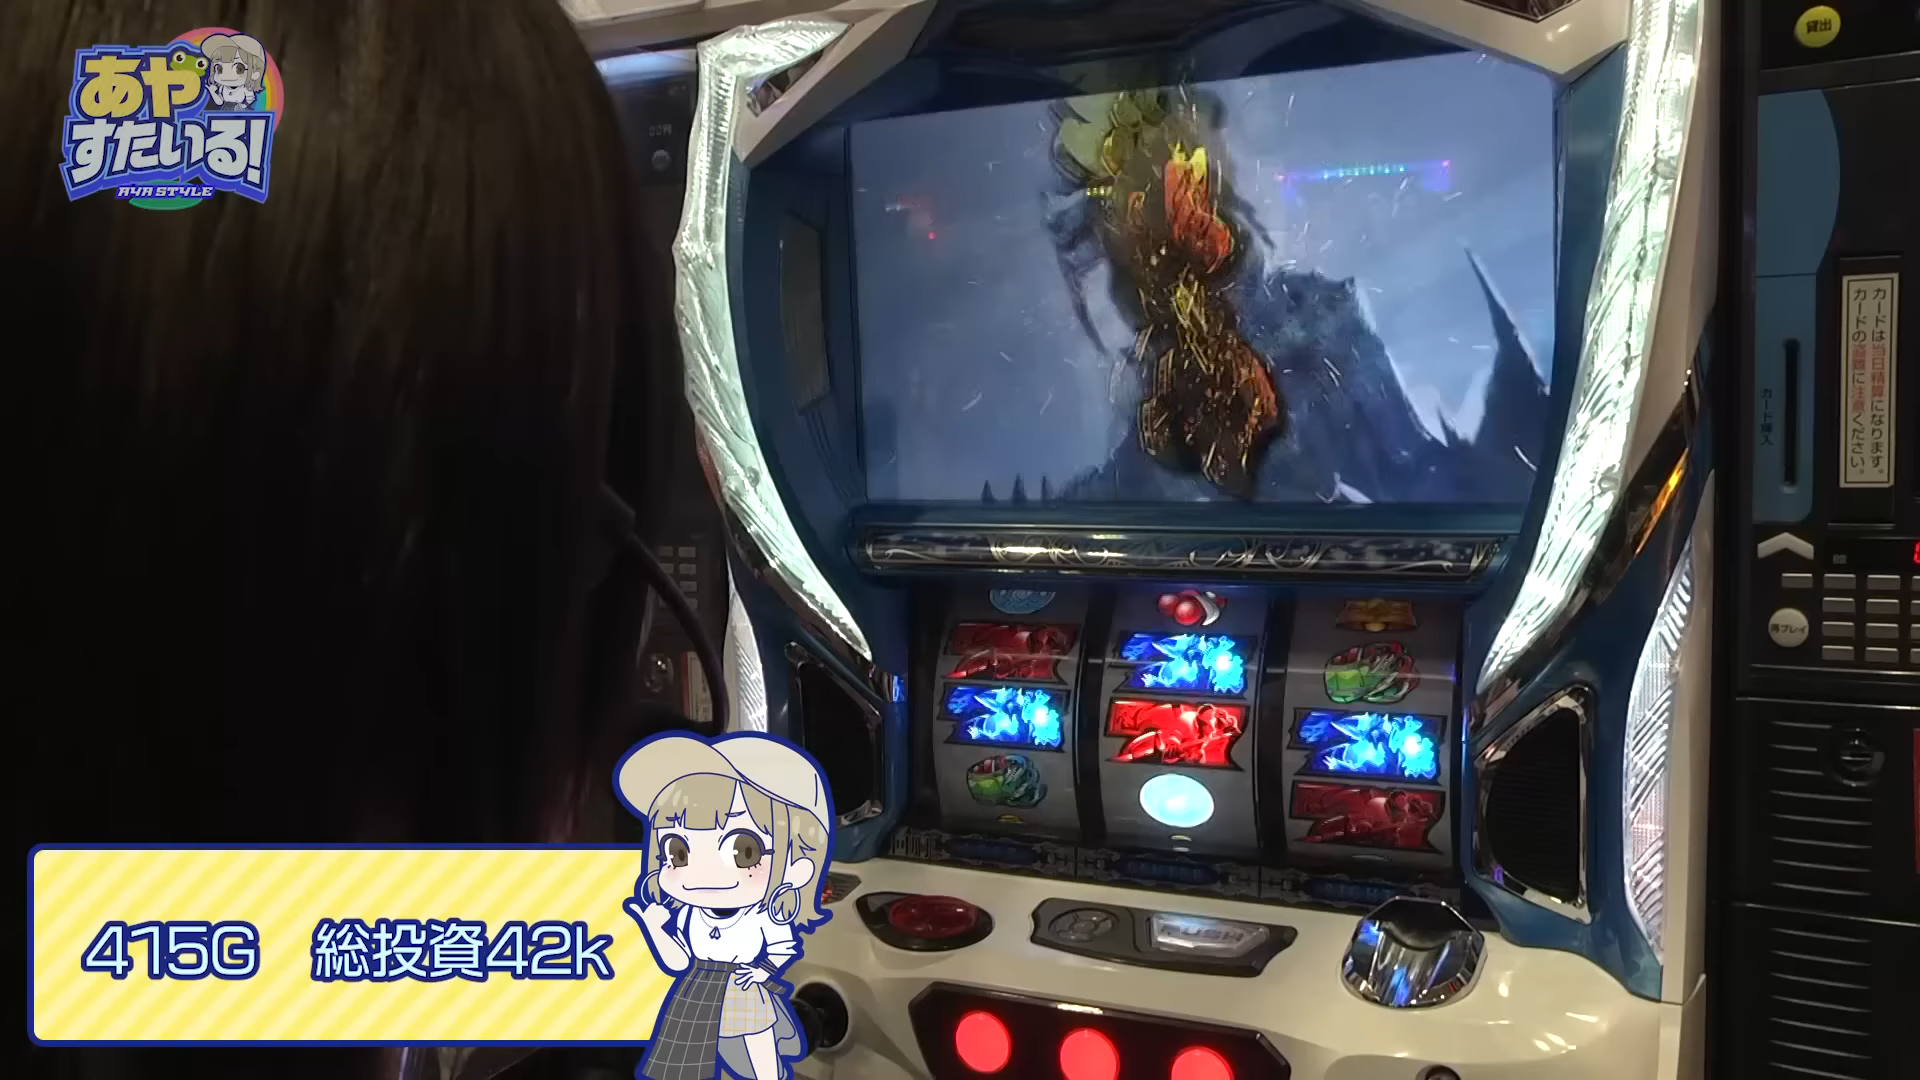 あや
すたいる!
AYA STYLE
貸出
カードは当日精算になります。
カードの盗難に注意ください。
カード挿入
再プレイ
PUSH
415G 総投資42k